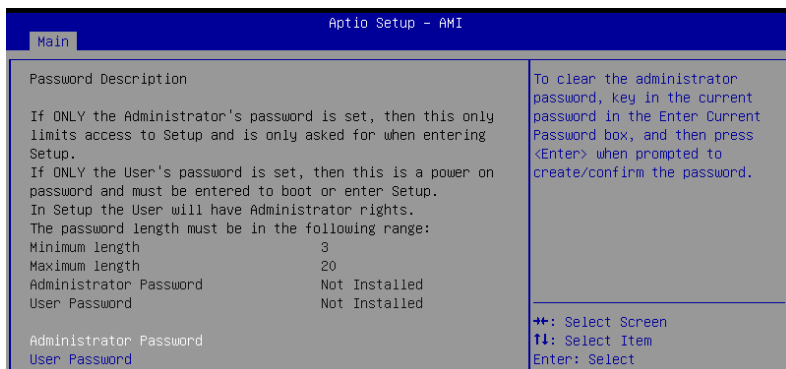 Aptio Setup – AMI
Main
Password Description
If ONLY the Administrator's password is set, then this only
limits access to Setup and is only asked for when entering
Setup.
If ONLY the User's password is set, then this is a power on
password and must be entered to boot or enter Setup.
In Setup the User will have Administrator rights.
The password length must be in the following range:
Minimum length 3
Maximum length 20
Administrator Password Not Installed
User Password Not Installed
Administrator Password
User Password
To clear the administrator
password, key in the current
password in the Enter Current
Password box, and then press
<Enter> when prompted to
create/confirm the password.
→←: Select Screen
↑↓: Select Item
Enter: Select